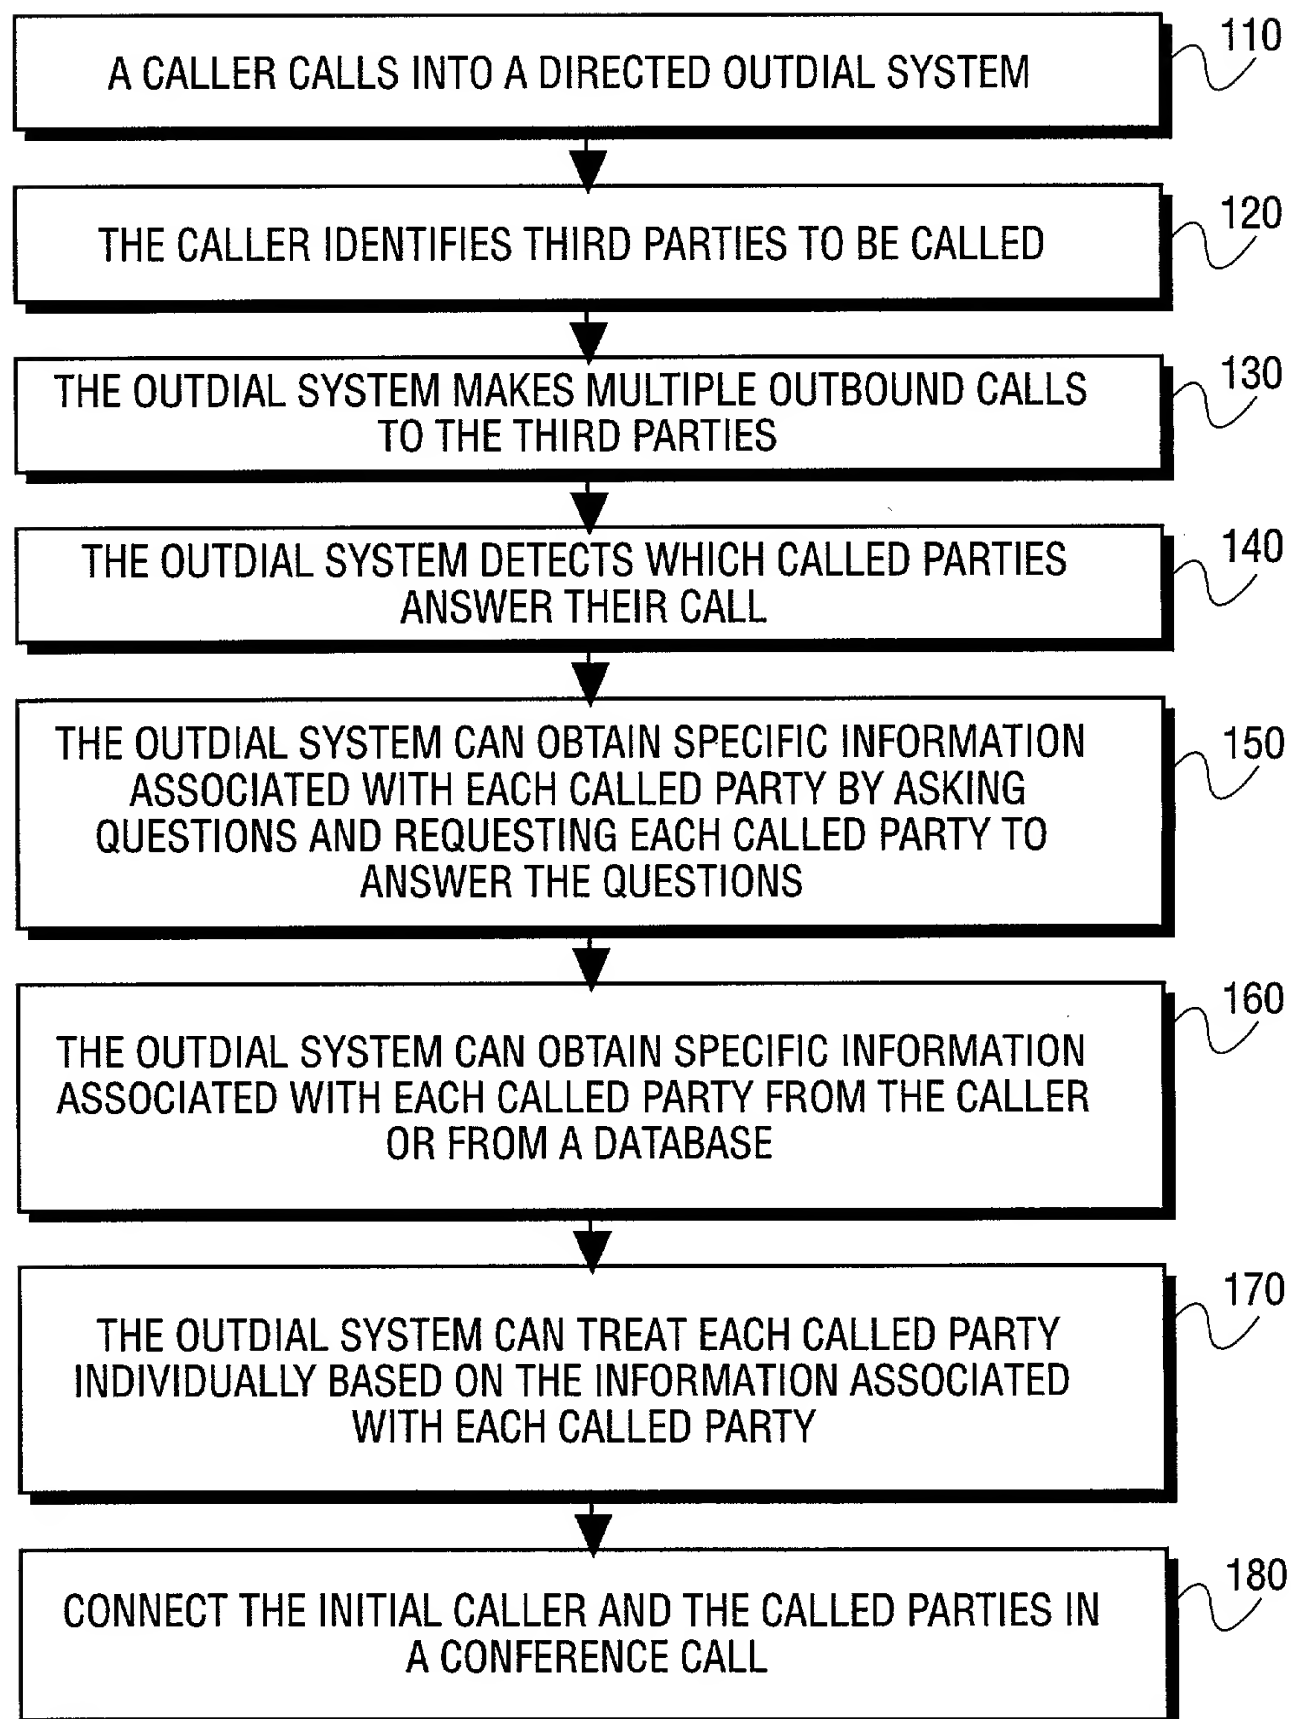 A CALLER CALLS INTO A DIRECTED OUTDIAL SYSTEM
110
THE CALLER IDENTIFIES THIRD PARTIES TO BE CALLED
120
THE OUTDIAL SYSTEM MAKES MULTIPLE OUTBOUND CALLS
TO THE THIRD PARTIES
130
THE OUTDIAL SYSTEM DETECTS WHICH CALLED PARTIES
ANSWER THEIR CALL
140
THE OUTDIAL SYSTEM CAN OBTAIN SPECIFIC INFORMATION
ASSOCIATED WITH EACH CALLED PARTY BY ASKING
QUESTIONS AND REQUESTING EACH CALLED PARTY TO
ANSWER THE QUESTIONS
150
THE OUTDIAL SYSTEM CAN OBTAIN SPECIFIC INFORMATION
ASSOCIATED WITH EACH CALLED PARTY FROM THE CALLER
OR FROM A DATABASE
160
THE OUTDIAL SYSTEM CAN TREAT EACH CALLED PARTY
INDIVIDUALLY BASED ON THE INFORMATION ASSOCIATED
WITH EACH CALLED PARTY
170
CONNECT THE INITIAL CALLER AND THE CALLED PARTIES IN
A CONFERENCE CALL
180